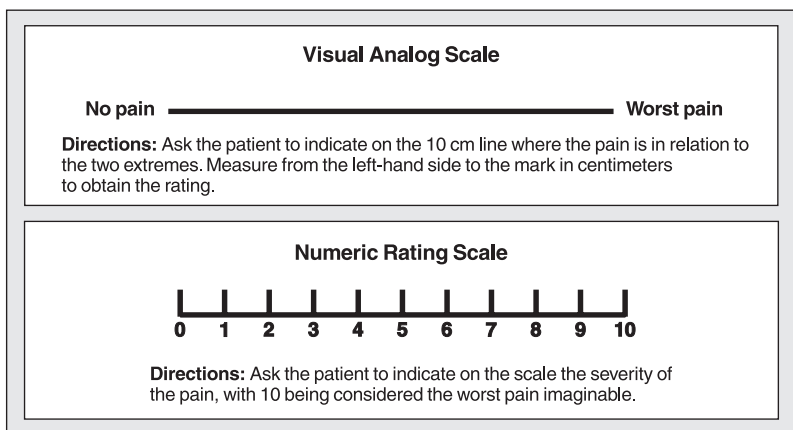 Visual Analog Scale
No pain Worst pain
Directions: Ask the patient to indicate on the 10 cm line where the pain is in relation to
the two extremes. Measure from the left-hand side to the mark in centimeters
to obtain the rating.
Numeric Rating Scale
0 1 2 3 4 5 6 7 8 9 10
Directions: Ask the patient to indicate on the scale the severity of
the pain, with 10 being considered the worst pain imaginable.